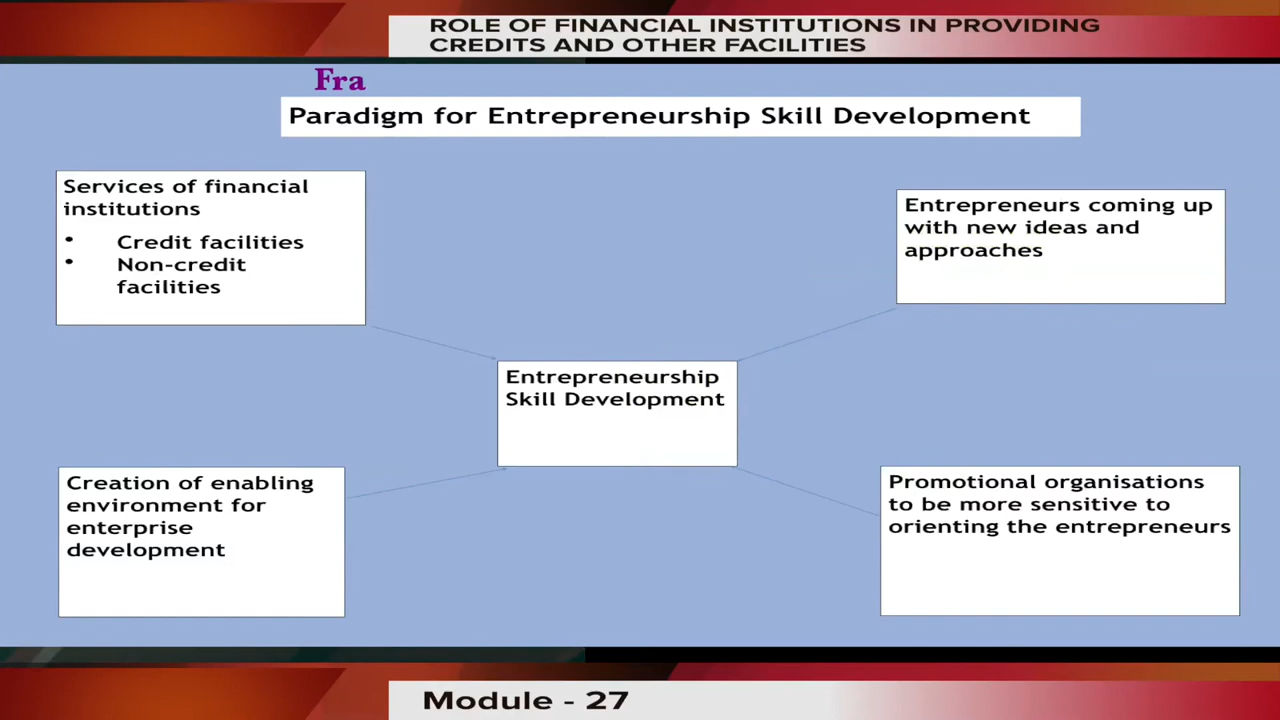 ROLE OF FINANCIAL INSTITUTIONS IN PROVIDING
CREDITS AND OTHER FACILITIES
Fra
Paradigm for Entrepreneurship Skill Development
Services of financial
institutions
• Credit facilities
• Non-credit
facilities
Entrepreneurs coming up
with new ideas and
approaches
Entrepreneurship
Skill Development
Creation of enabling
environment for
enterprise
development
Promotional organisations
to be more sensitive to
orienting the entrepreneurs
Module - 27